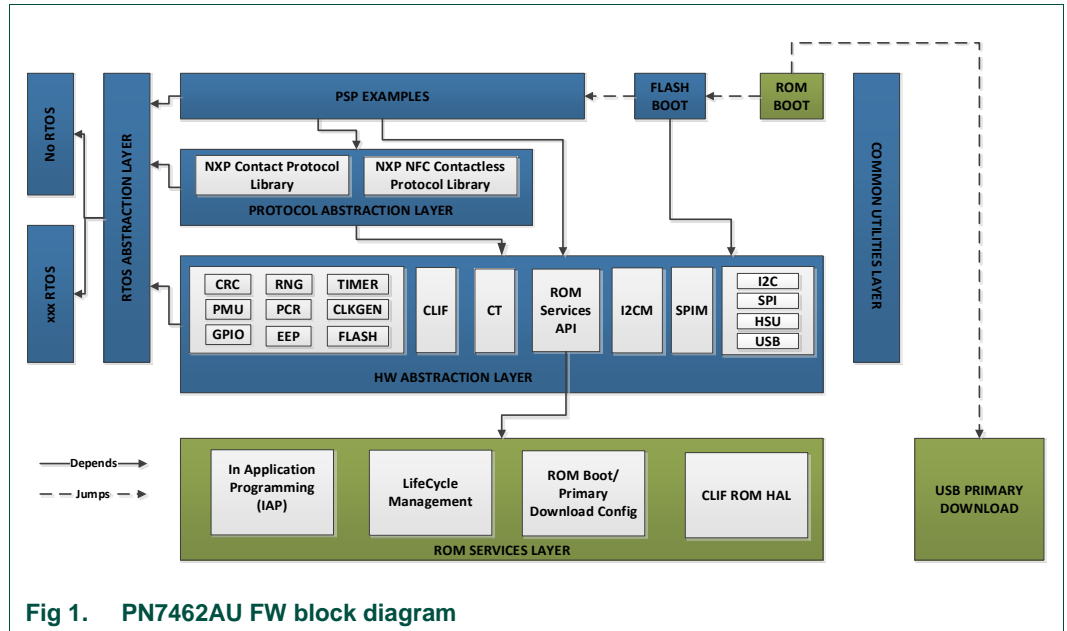 No RTOS
xxx RTOS
RTOS ABSTRACTION LAYER
PSP EXAMPLES
FLASH
BOOT
ROM
BOOT
NXP Contact Protocol
Library
NXP NFC Contactless
Protocol Library
PROTOCOL ABSTRACTION LAYER
COMMON UTILITIES LAYER
CRC
RNG
TIMER
PMU
PCR
CLKGEN
GPIO
EEP
FLASH
CLIF
CT
ROM
Services
API
I2CM
SPIM
I2C
SPI
HSU
USB
HW ABSTRACTION LAYER
Depends
Jumps
In Application
Programming
(IAP)
LifeCycle
Management
ROM Boot/
Primary
Download Config
CLIF ROM HAL
ROM SERVICES LAYER
USB PRIMARY
DOWNLOAD
Fig 1. PN7462AU FW block diagram